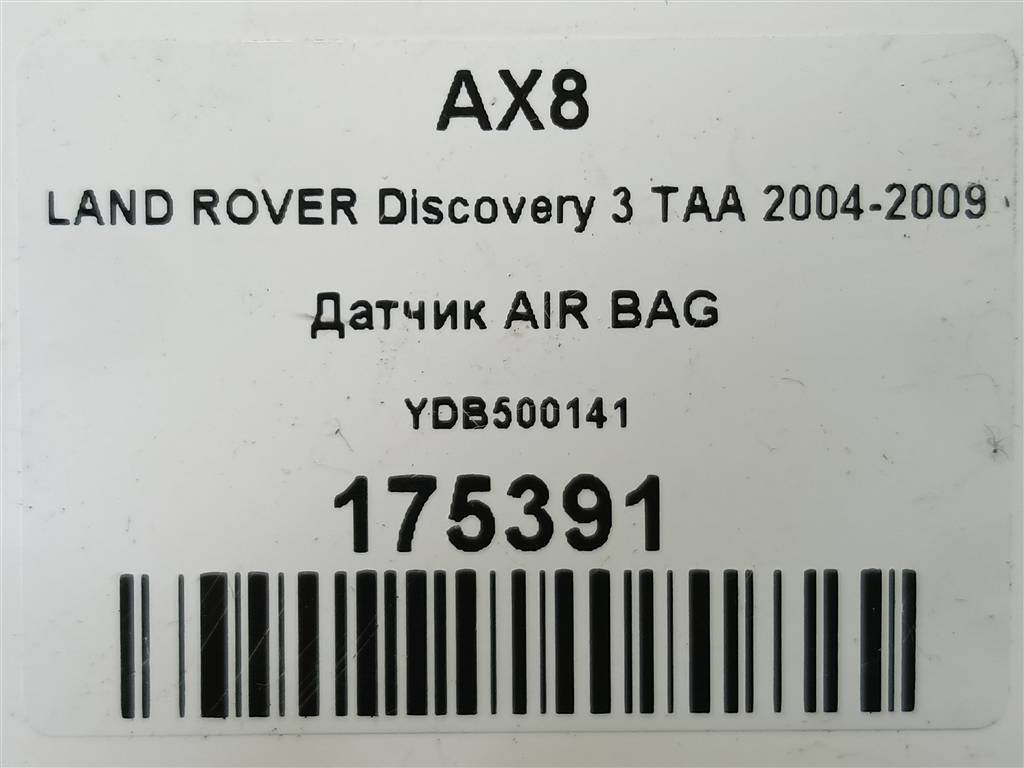 AX8
LAND ROVER Discovery 3 TAA 2004-2009
Датчик AIR BAG
YDB500141
175391